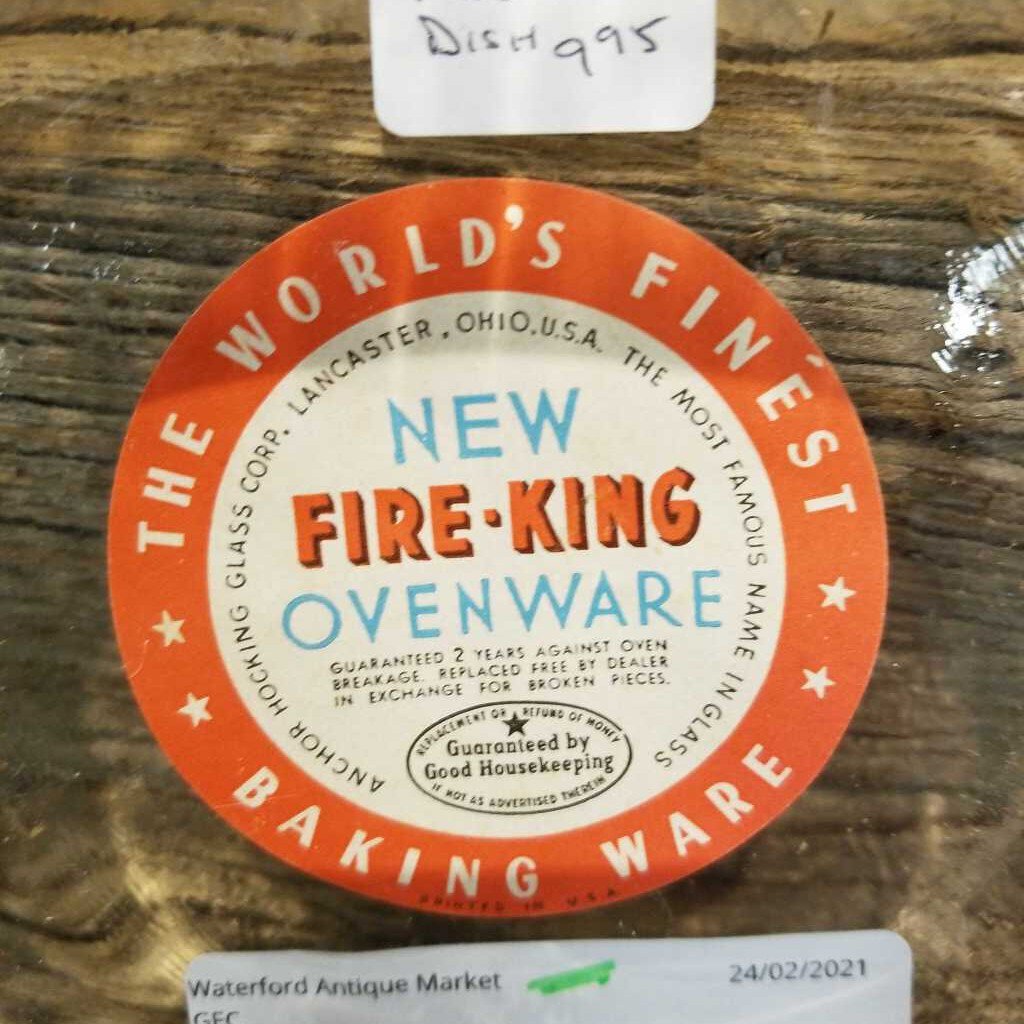 DISH 995
THE WORLD'S FINEST
BAKING WARE
ANCHOR HOCKING GLASS CORP. LANCASTER, OHIO, U.S.A. THE MOST FAMOUS NAME IN GLASS
NEW
FIRE-KING
OVENWARE
GUARANTEED 2 YEARS AGAINST OVEN
BREAKAGE. REPLACED FREE BY DEALER
IN EXCHANGE FOR BROKEN PIECES.
REPLACEMENT OR REFUND OF MONEY
Guaranteed by
Good Housekeeping
IF NOT AS ADVERTISED THEREIN
PRINTED IN U.S.A.
Waterford Antique Market 24/02/2021
GFC